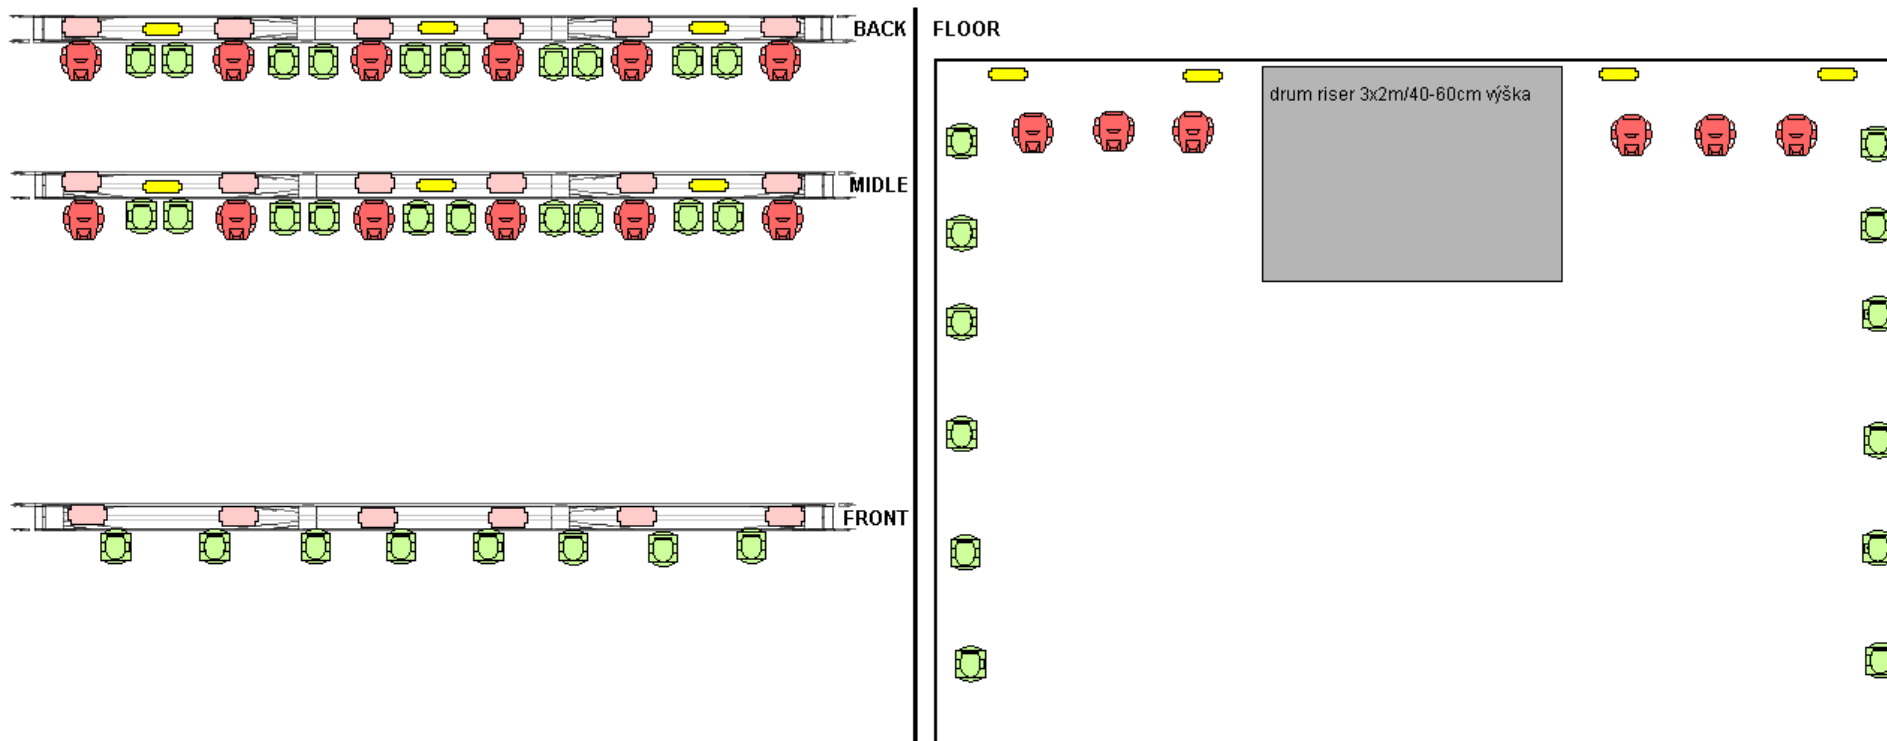 BACK
FLOOR
drum riser 3x2m/40-60cm výška
MIDLE
FRONT